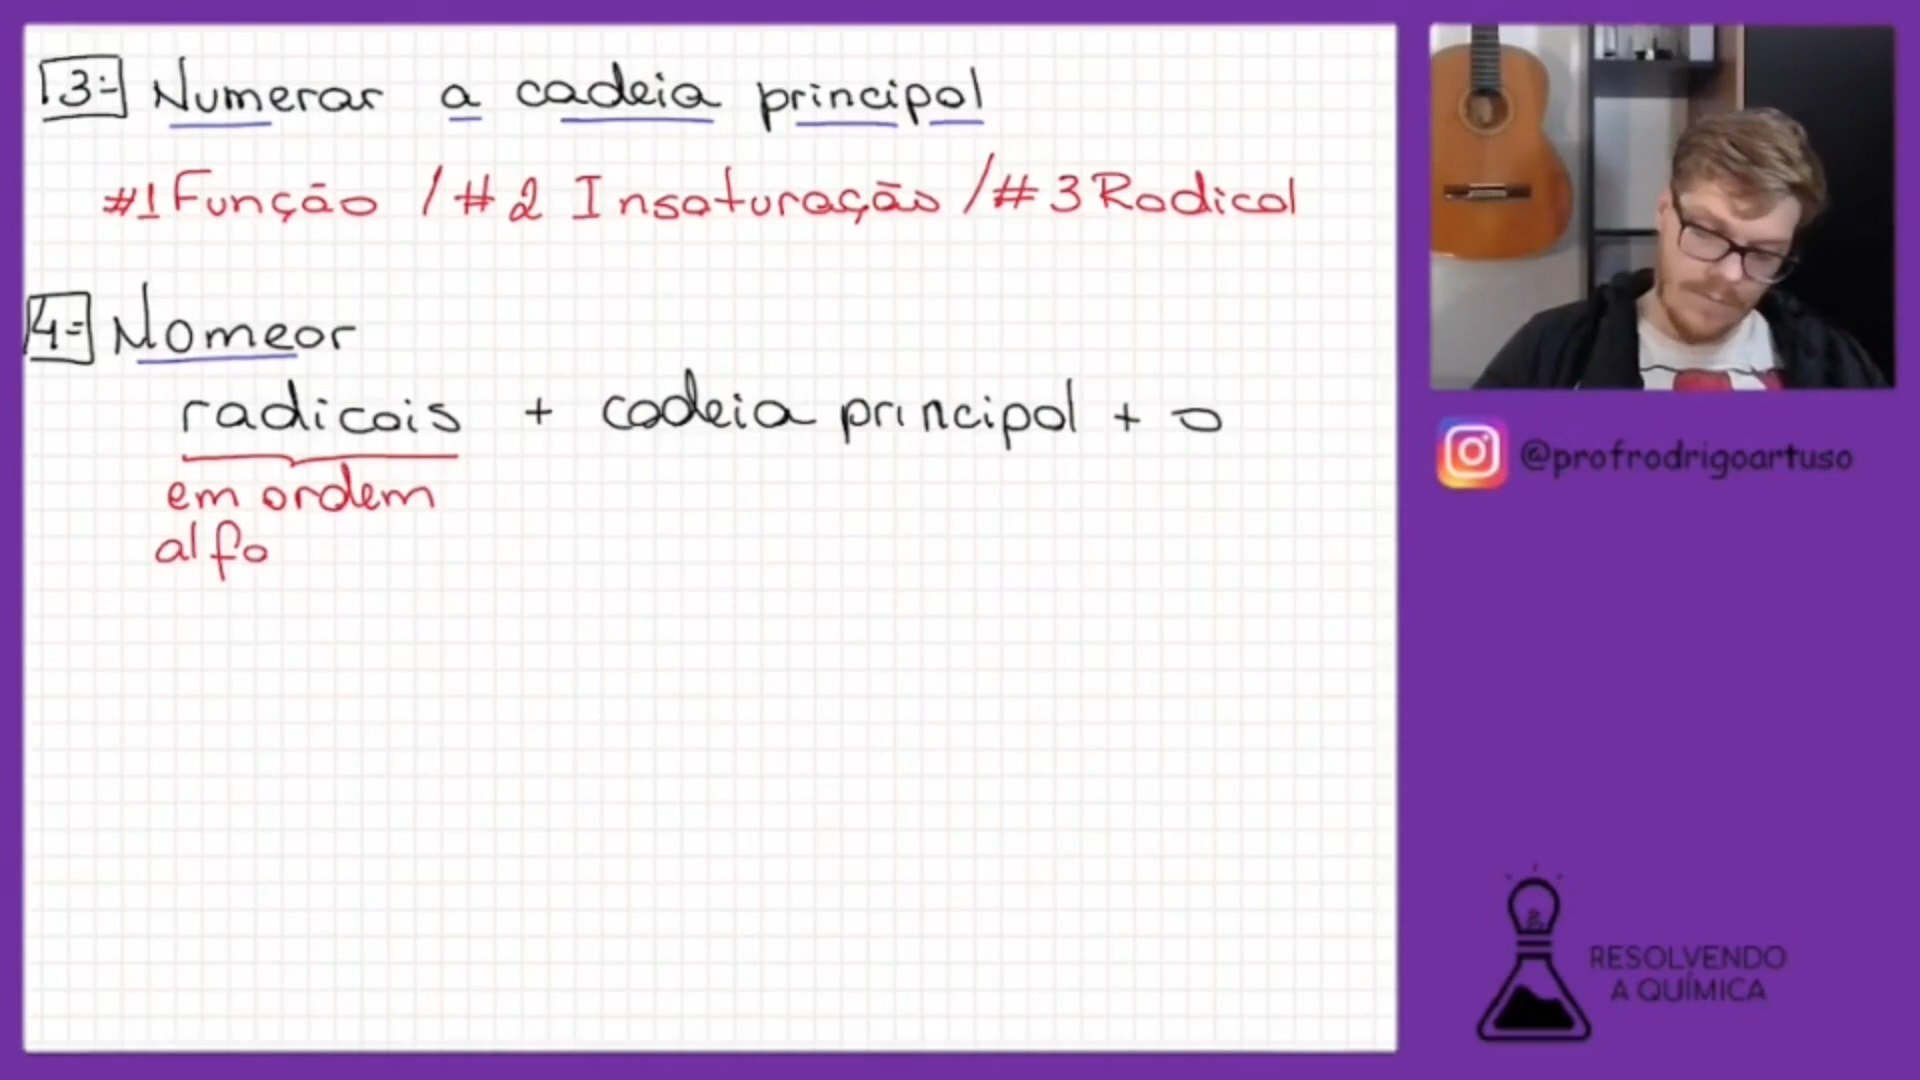 3= Numerar a cadeia principal
#1 Função / #2 Insaturação / #3 Radical
4= Nomear
radicais + cadeia principal + o
em ordem
alfa
@profrodrigoartuso
RESOLVENDO
A QUÍMICA